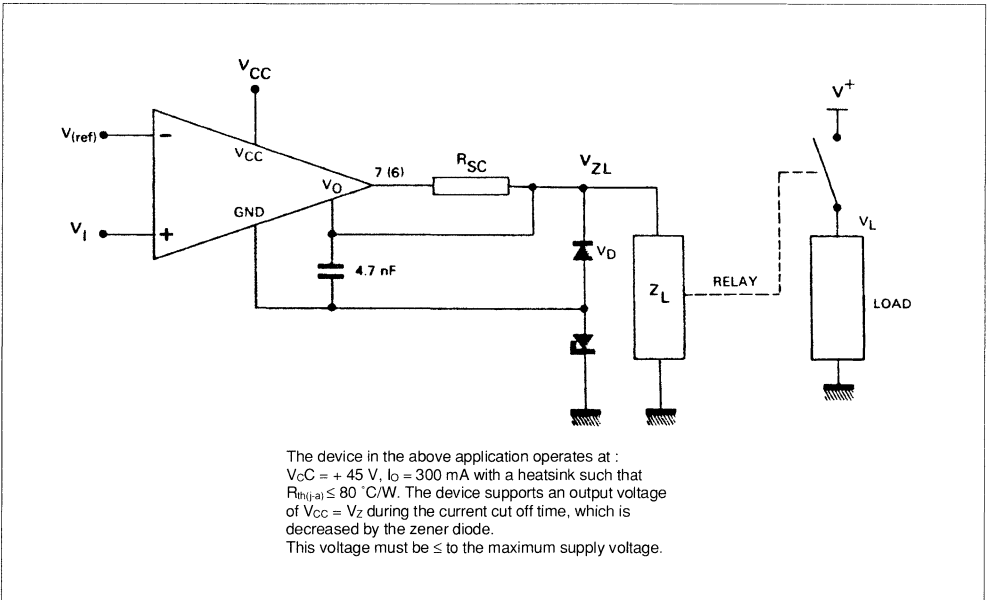 VCC
V(ref)
−
VCC
7 (6)
RSC
VZL
V+
VO
GND
VI
+
4.7 nF
VD
ZL
RELAY
VL
LOAD
The device in the above application operates at :
VCC = + 45 V, IO = 300 mA with a heatsink such that
Rth(j-a) ≤ 80 °C/W. The device supports an output voltage
of VCC = VZ during the current cut off time, which is
decreased by the zener diode.
This voltage must be ≤ to the maximum supply voltage.